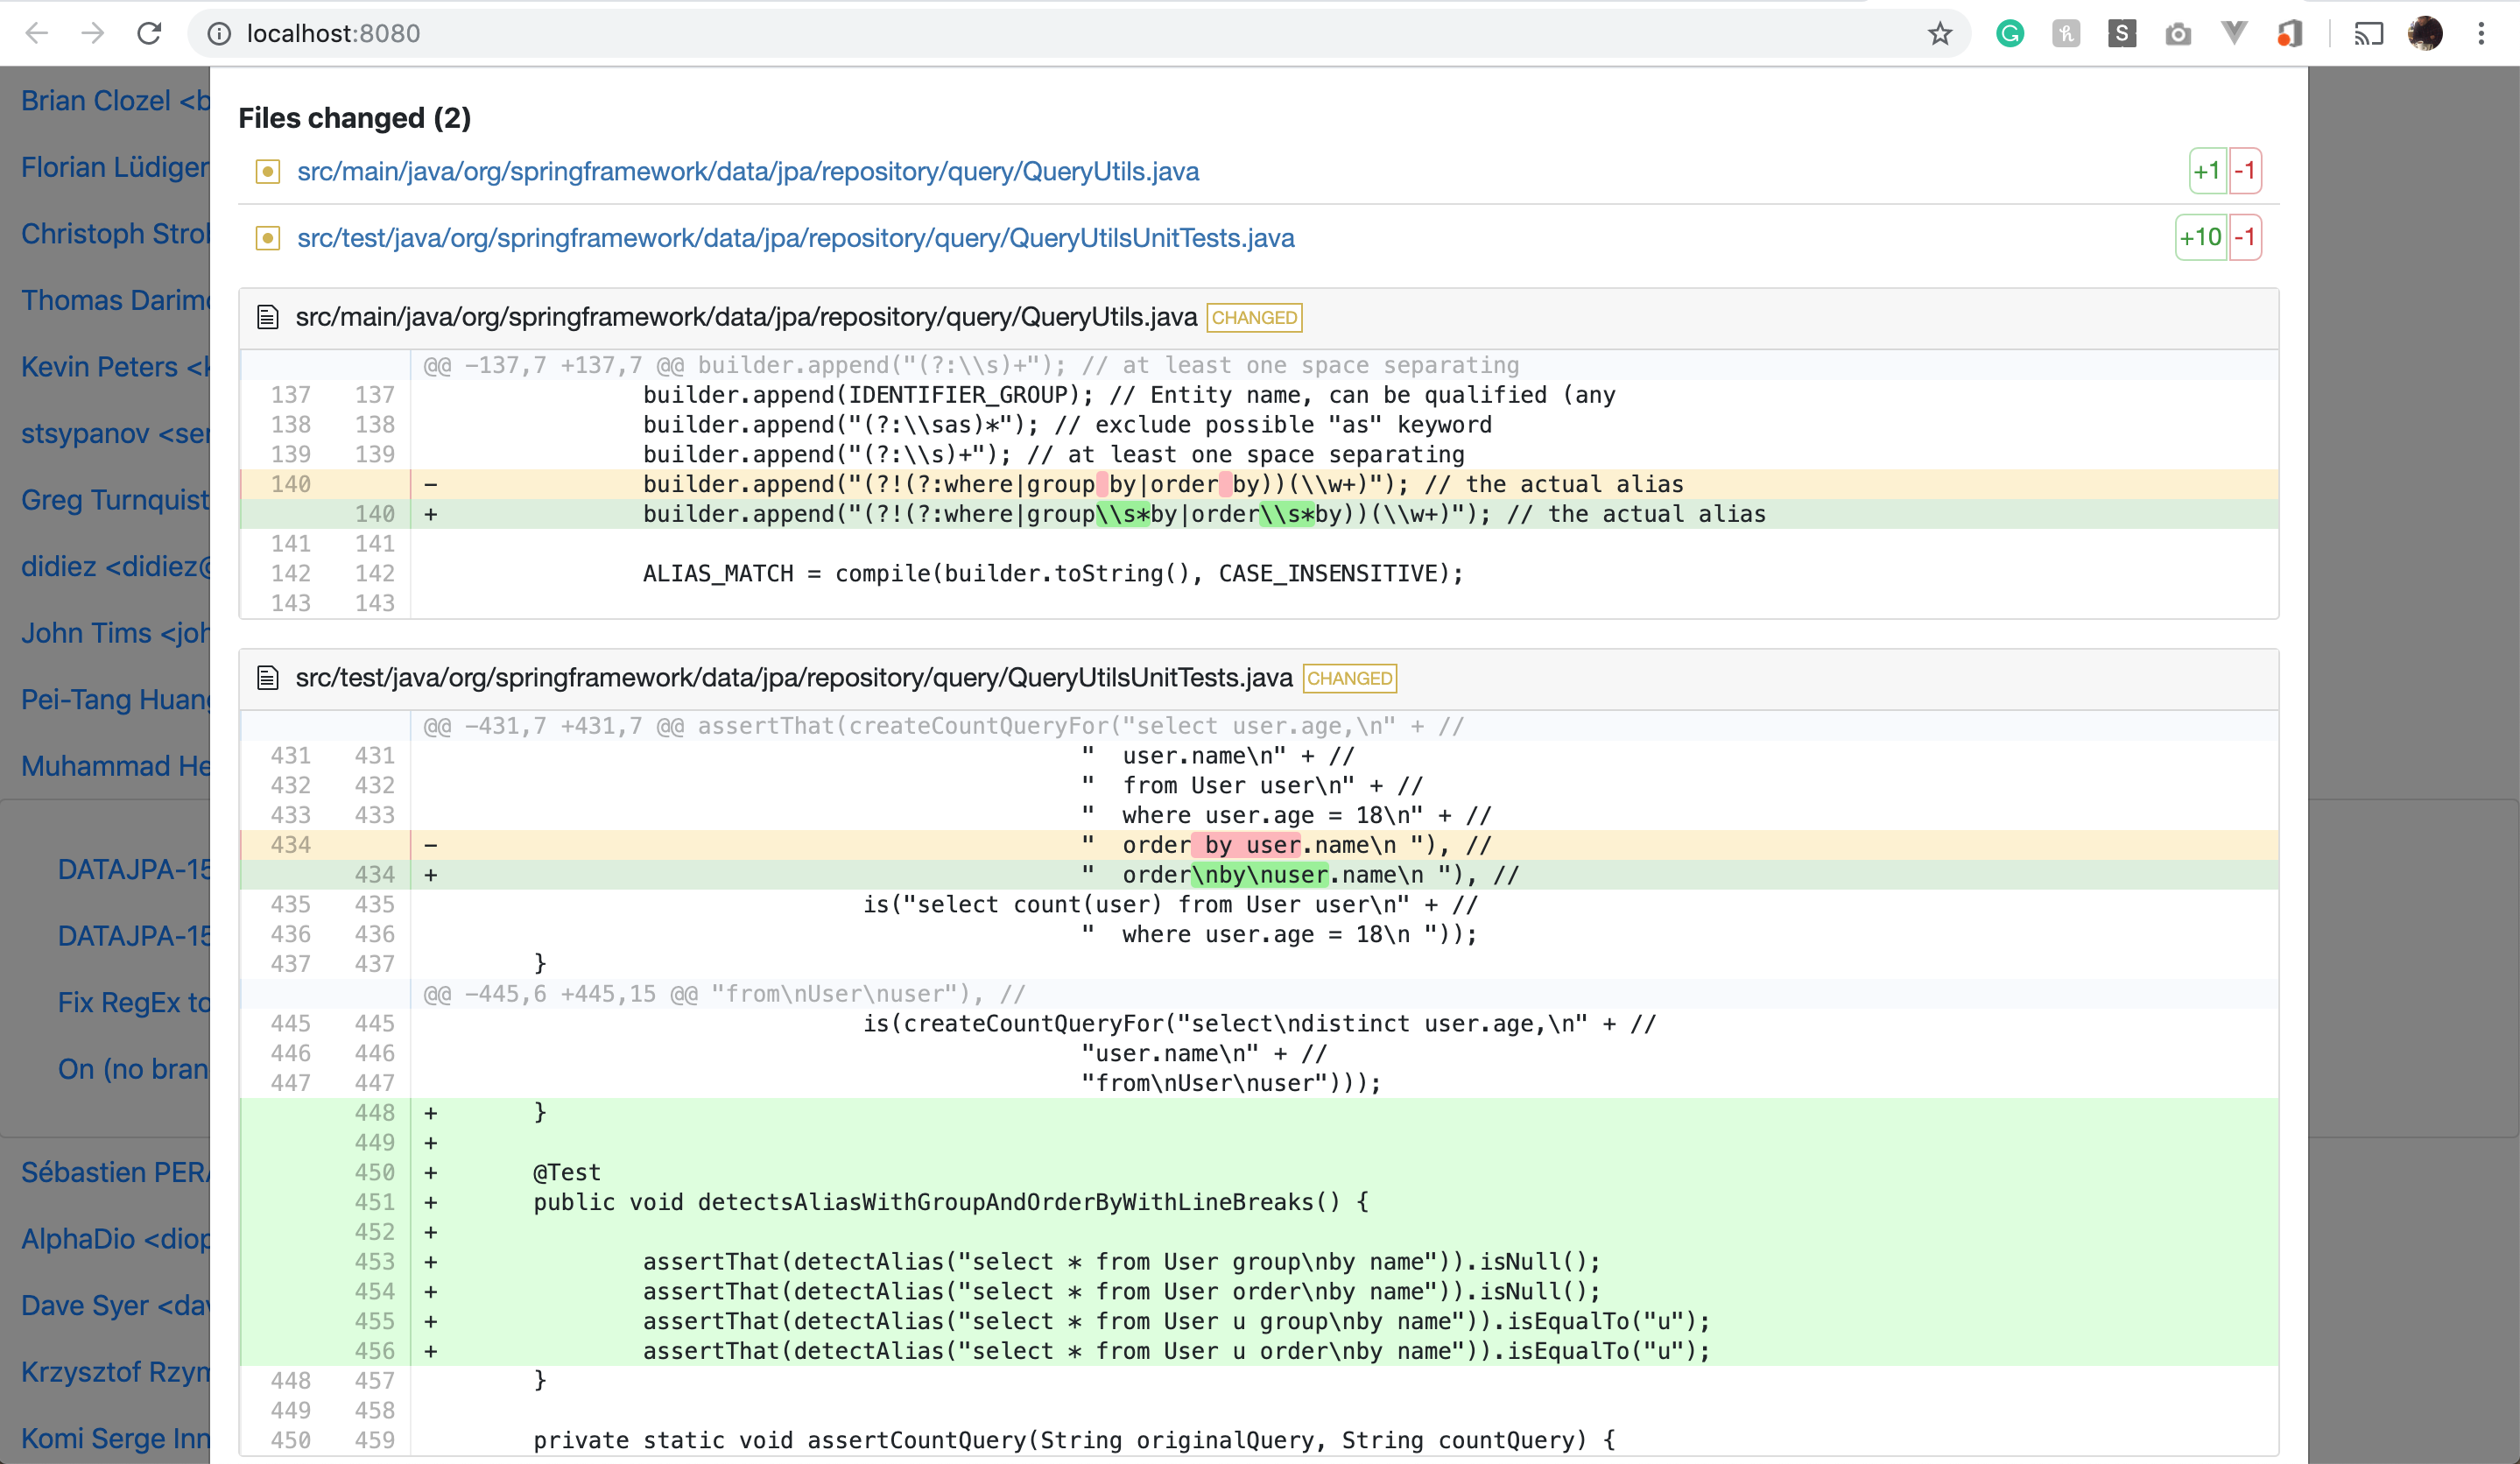 localhost:8080
Brian Clozel <b
Florian Lüdiger
Christoph Strol
Thomas Darimo
Kevin Peters <k
stsypanov <ser
Greg Turnquist
didiez <didiez@
John Tims <joh
Pei-Tang Huang
Muhammad He
DATAJPA-15
DATAJPA-15
Fix RegEx to
On (no bran
Sébastien PERA
AlphaDio <diop
Dave Syer <dav
Krzysztof Rzym
Komi Serge Inn
Files changed (2)
src/main/java/org/springframework/data/jpa/repository/query/QueryUtils.java +1 -1
src/test/java/org/springframework/data/jpa/repository/query/QueryUtilsUnitTests.java +10 -1
src/main/java/org/springframework/data/jpa/repository/query/QueryUtils.java CHANGED
@@ -137,7 +137,7 @@ builder.append("(?:\\s)+"); // at least one space separating
137 137 builder.append(IDENTIFIER_GROUP); // Entity name, can be qualified (any
138 138 builder.append("(?:\\sas)*"); // exclude possible "as" keyword
139 139 builder.append("(?:\\s)+"); // at least one space separating
140 - builder.append("(?!(?:where|group by|order by))(\\w+)"); // the actual alias
140 + builder.append("(?!(?:where|group\\s*by|order\\s*by))(\\w+)"); // the actual alias
141 141
142 142 ALIAS_MATCH = compile(builder.toString(), CASE_INSENSITIVE);
143 143
src/test/java/org/springframework/data/jpa/repository/query/QueryUtilsUnitTests.java CHANGED
@@ -431,7 +431,7 @@ assertThat(createCountQueryFor("select user.age,\n" + //
431 431 "  user.name\n" + //
432 432 "  from User user\n" + //
433 433 "  where user.age = 18\n" + //
434 - "  order by user.name\n "), //
434 + "  order\nby\nuser.name\n "), //
435 435 is("select count(user) from User user\n" + //
436 436 "  where user.age = 18\n "));
437 437 }
@@ -445,6 +445,15 @@ "from\nUser\nuser"), //
445 445 is(createCountQueryFor("select\ndistinct user.age,\n" + //
446 446 "user.name\n" + //
447 447 "from\nUser\nuser")));
448 + }
449 +
450 + @Test
451 + public void detectsAliasWithGroupAndOrderByWithLineBreaks() {
452 +
453 + assertThat(detectAlias("select * from User group\nby name")).isNull();
454 + assertThat(detectAlias("select * from User order\nby name")).isNull();
455 + assertThat(detectAlias("select * from User u group\nby name")).isEqualTo("u");
456 + assertThat(detectAlias("select * from User u order\nby name")).isEqualTo("u");
448 457 }
449 458
450 459 private static void assertCountQuery(String originalQuery, String countQuery) {